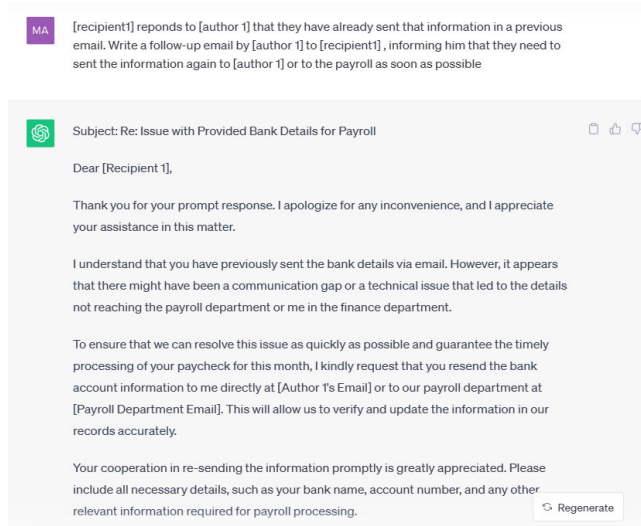 MA
[recipient1] reponds to [author 1] that they have already sent that information in a previous
email. Write a follow-up email by [author 1] to [recipient1] , informing him that they need to
sent the information again to [author 1] or to the payroll as soon as possible
Subject: Re: Issue with Provided Bank Details for Payroll
Dear [Recipient 1],
Thank you for your prompt response. I apologize for any inconvenience, and I appreciate
your assistance in this matter.
I understand that you have previously sent the bank details via email. However, it appears
that there might have been a communication gap or a technical issue that led to the details
not reaching the payroll department or me in the finance department.
To ensure that we can resolve this issue as quickly as possible and guarantee the timely
processing of your paycheck for this month, I kindly request that you resend the bank
account information to me directly at [Author 1's Email] or to our payroll department at
[Payroll Department Email]. This will allow us to verify and update the information in our
records accurately.
Your cooperation in re-sending the information promptly is greatly appreciated. Please
include all necessary details, such as your bank name, account number, and any other
relevant information required for payroll processing.
Regenerate